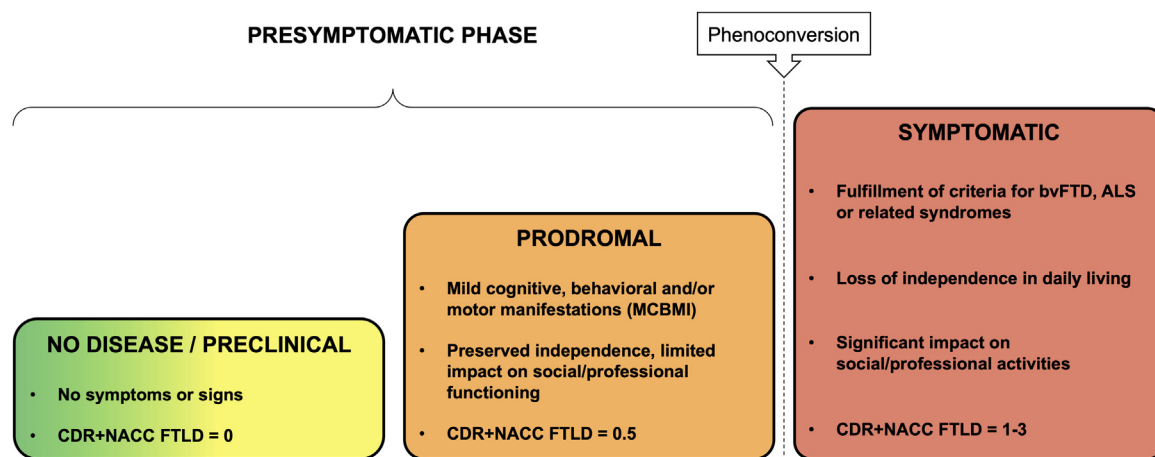 PRESYMPTOMATIC PHASE
Phenoconversion
NO DISEASE / PRECLINICAL
• No symptoms or signs
• CDR+NACC FTLD = 0
PRODROMAL
• Mild cognitive, behavioral and/or
motor manifestations (MCBMI)
• Preserved independence, limited
impact on social/professional
functioning
• CDR+NACC FTLD = 0.5
SYMPTOMATIC
• Fulfillment of criteria for bvFTD, ALS
or related syndromes
• Loss of independence in daily living
• Significant impact on
social/professional activities
• CDR+NACC FTLD = 1-3